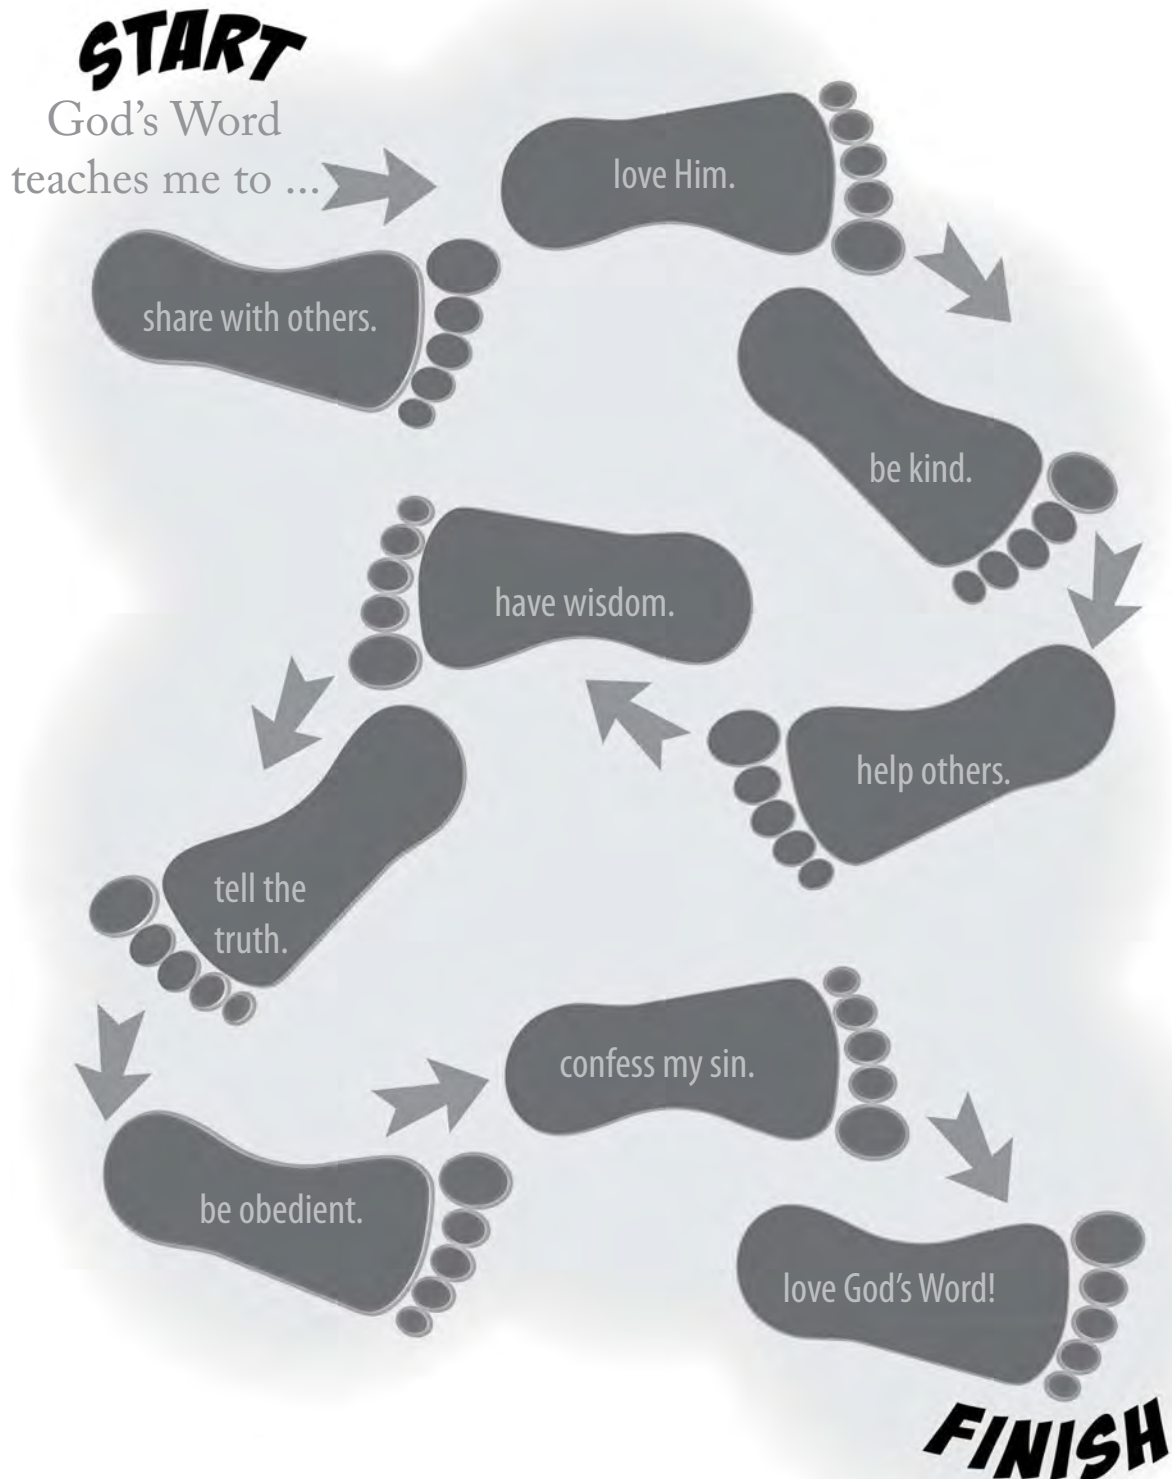 START
God's Word
teaches me to ...
share with others.
love Him.
be kind.
help others.
have wisdom.
tell the
truth.
be obedient.
confess my sin.
love God's Word!
FINISH